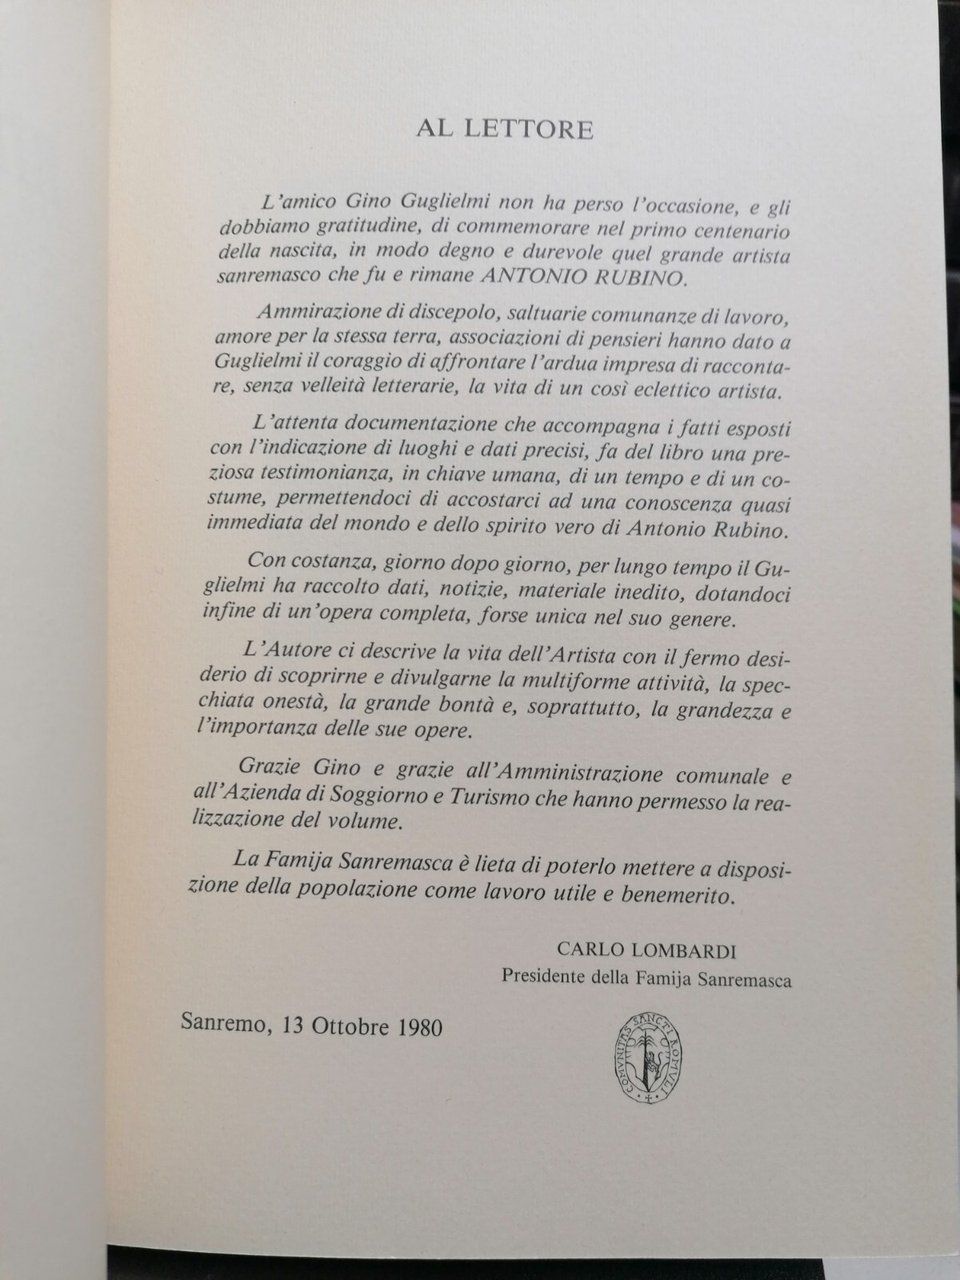 AL LETTORE
L'amico Gino Guglielmi non ha perso l'occasione, e gli
dobbiamo gratitudine, di commemorare nel primo centenario
della nascita, in modo degno e durevole quel grande artista
sanremasco che fu e rimane ANTONIO RUBINO.
Ammirazione di discepolo, saltuarie comunanze di lavoro,
amore per la stessa terra, associazioni di pensieri hanno dato a
Guglielmi il coraggio di affrontare l'ardua impresa di racconta-
re, senza velleità letterarie, la vita di un così eclettico artista.
L'attenta documentazione che accompagna i fatti esposti
con l'indicazione di luoghi e dati precisi, fa del libro una pre-
ziosa testimonianza, in chiave umana, di un tempo e di un co-
stume, permettendoci di accostarci ad una conoscenza quasi
immediata del mondo e dello spirito vero di Antonio Rubino.
Con costanza, giorno dopo giorno, per lungo tempo il Gu-
glielmi ha raccolto dati, notizie, materiale inedito, dotandoci
infine di un'opera completa, forse unica nel suo genere.
L'Autore ci descrive la vita dell'Artista con il fermo desi-
derio di scoprirne e divulgarne la multiforme attività, la spec-
chiata onestà, la grande bontà e, soprattutto, la grandezza e
l'importanza delle sue opere.
Grazie Gino e grazie all'Amministrazione comunale e
all'Azienda di Soggiorno e Turismo che hanno permesso la rea-
lizzazione del volume.
La Famija Sanremasca è lieta di poterlo mettere a disposi-
zione della popolazione come lavoro utile e benemerito.
CARLO LOMBARDI
Presidente della Famija Sanremasca
Sanremo, 13 Ottobre 1980
COMVNITAS SANCTI ROMVLI